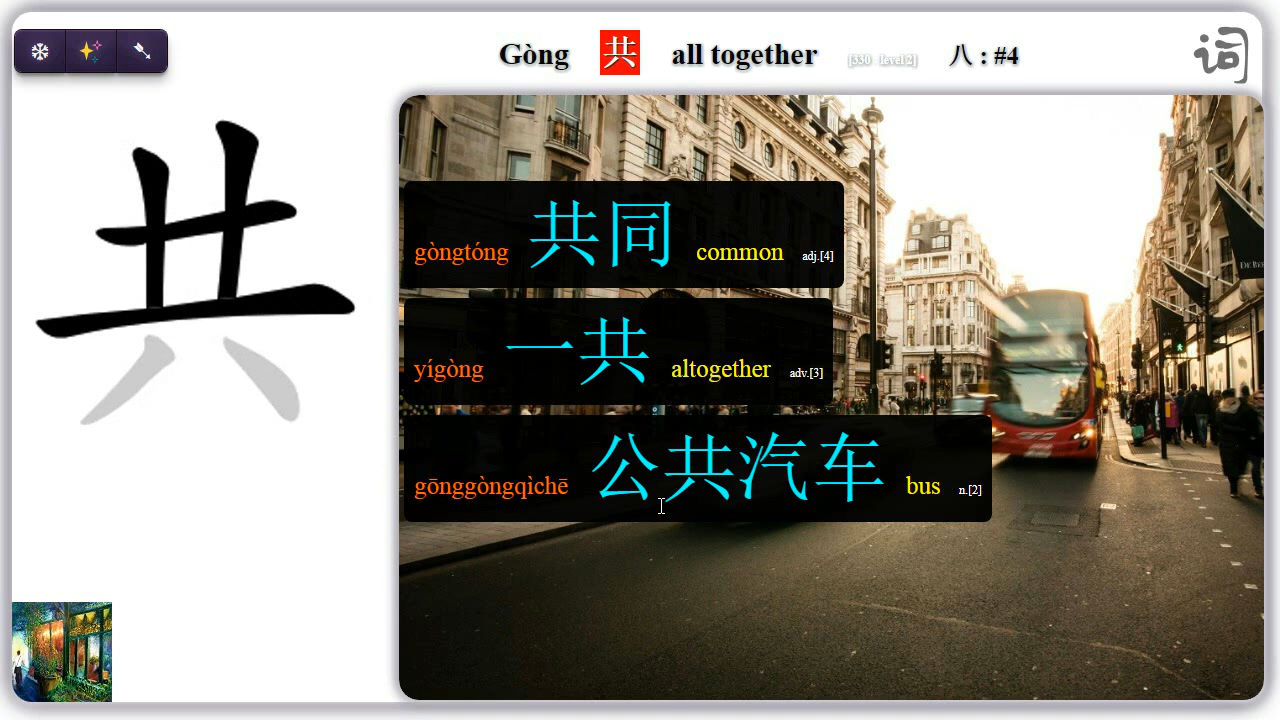 Gòng 共 all together [330 level2] 八 : #4
词
共
gòngtóng 共同 common adj.[4]
yígòng 一共 altogether adv.[3]
gōnggòngqìchē 公共汽车 bus n.[2]